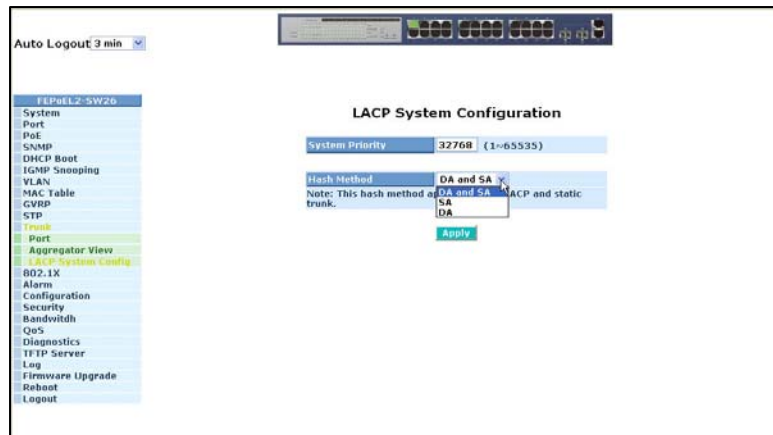 Auto Logout 3 min
FEPoEL2-SW26
System
Port
PoE
SNMP
DHCP Boot
IGMP Snooping
VLAN
MAC Table
GVRP
STP
Trunk
Port
Aggregator View
LACP System Config
802.1X
Alarm
Configuration
Security
Bandwitdh
QoS
Diagnostics
TFTP Server
Log
Firmware Upgrade
Reboot
Logout
LACP System Configuration
System Priority 32768 (1~65535)
Hash Method DA and SA
DA and SA
SA
DA
Note: This hash method ACP and static
trunk.
Apply